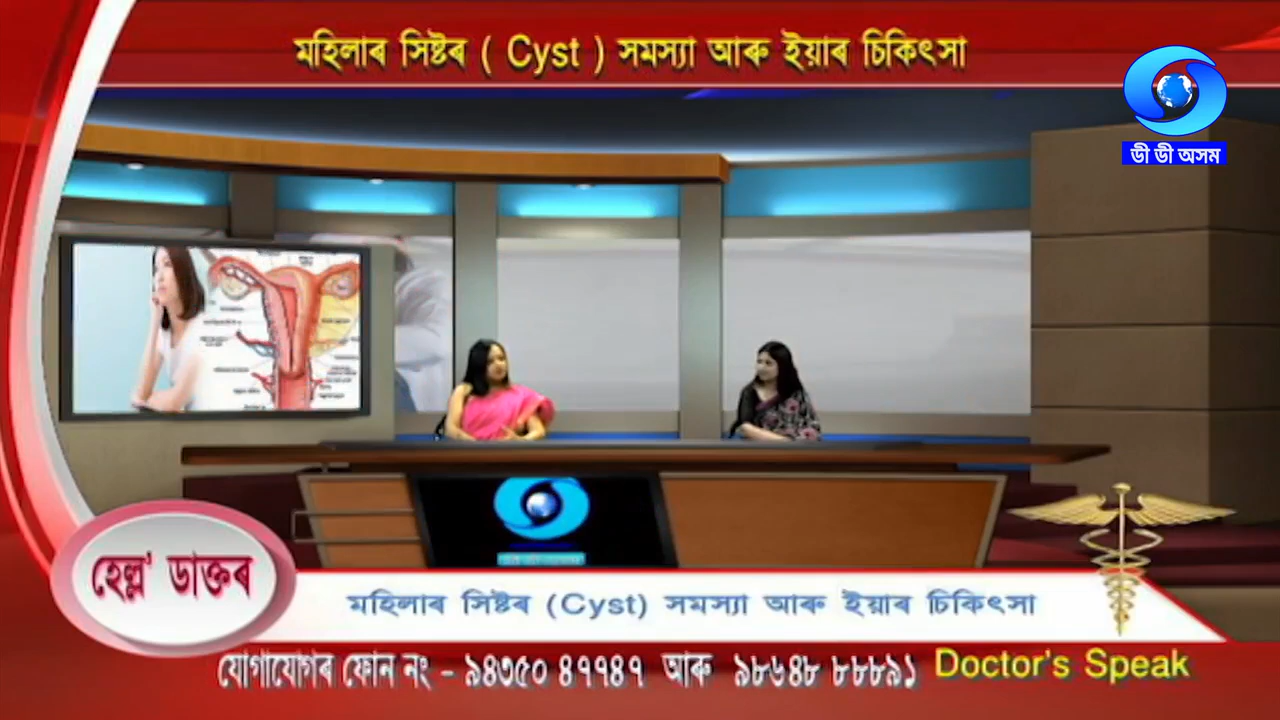 মহিলাৰ সিষ্টৰ ( Cyst ) সমস্যা আৰু ইয়াৰ চিকিৎসা
ডী ডী অসম
হেল্ল' ডাক্তৰ
মহিলাৰ সিষ্টৰ (Cyst) সমস্যা আৰু ইয়াৰ চিকিৎসা
যোগাযোগৰ ফোন নং - ৯৪৩৫০ ৪৭৭৪৭ আৰু ৯৮৬৪৮ ৮৮৮৯১
Doctor's Speak